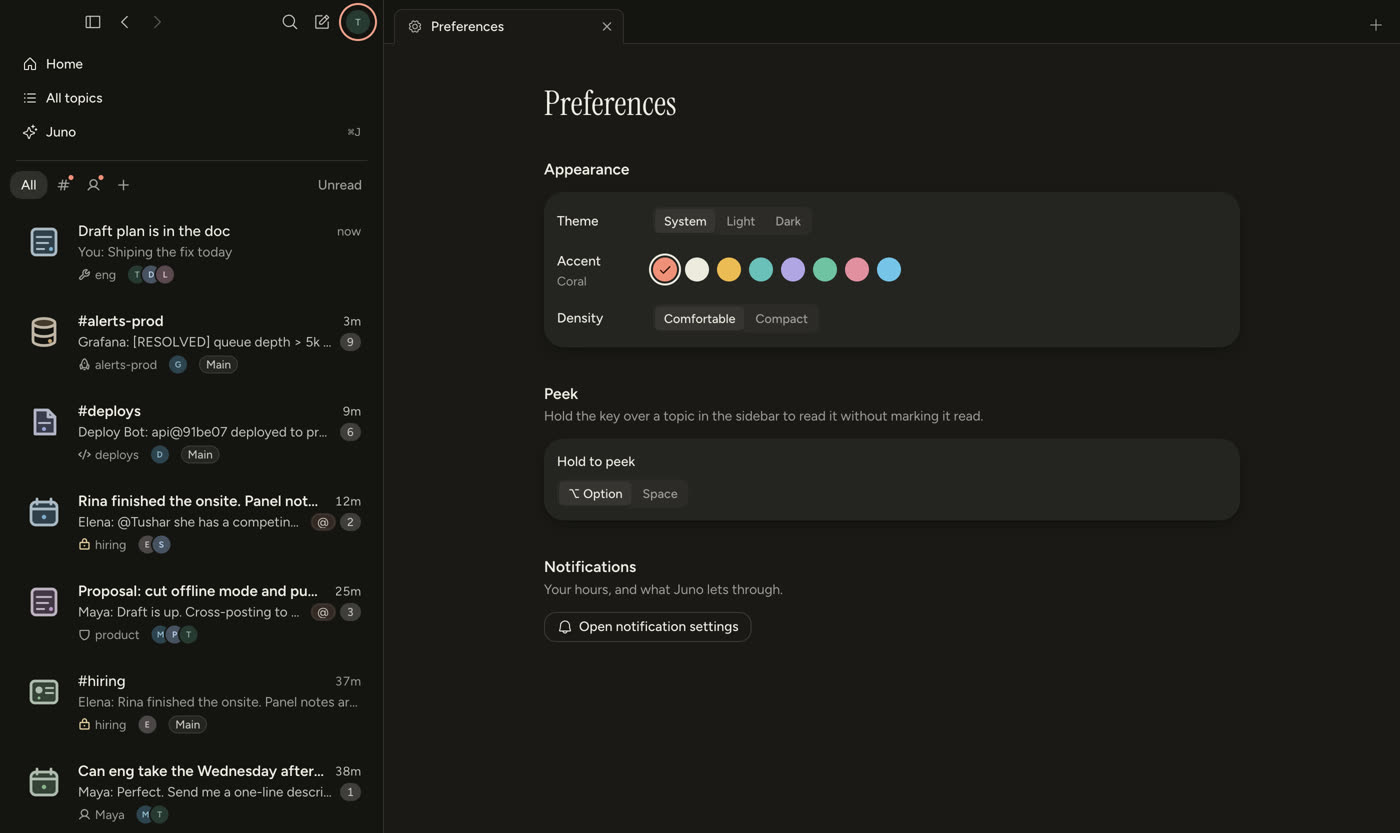 T
Home
All topics
Juno ⌘J
All # Unread
Draft plan is in the doc now
You: Shiping the fix today
eng T D L
#alerts-prod 3m
Grafana: [RESOLVED] queue depth > 5k ... 9
alerts-prod G Main
#deploys 9m
Deploy Bot: api@91be07 deployed to pr... 6
deploys D Main
Rina finished the onsite. Panel not... 12m
Elena: @Tushar she has a competin... @ 2
hiring E S
Proposal: cut offline mode and pu... 25m
Maya: Draft is up. Cross-posting to ... @ 3
product M P T
#hiring 37m
Elena: Rina finished the onsite. Panel notes ar...
hiring E Main
Can eng take the Wednesday after... 38m
Maya: Perfect. Send me a one-line descri... 1
Maya M T
Preferences
Preferences
Appearance
Theme System Light Dark
Accent
Coral
Density Comfortable Compact
Peek
Hold the key over a topic in the sidebar to read it without marking it read.
Hold to peek
⌥ Option Space
Notifications
Your hours, and what Juno lets through.
Open notification settings